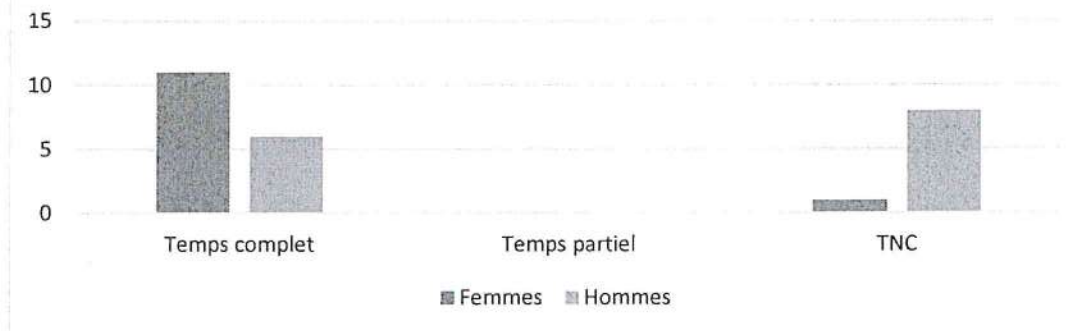 15
10
5
0
Temps complet
Temps partiel
TNC
Femmes
Hommes